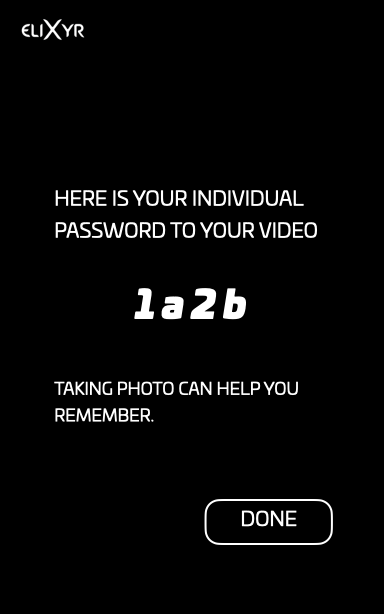 ELIXYR
HERE IS YOUR INDIVIDUAL
PASSWORD TO YOUR VIDEO
1a2b
TAKING PHOTO CAN HELP YOU
REMEMBER.
DONE